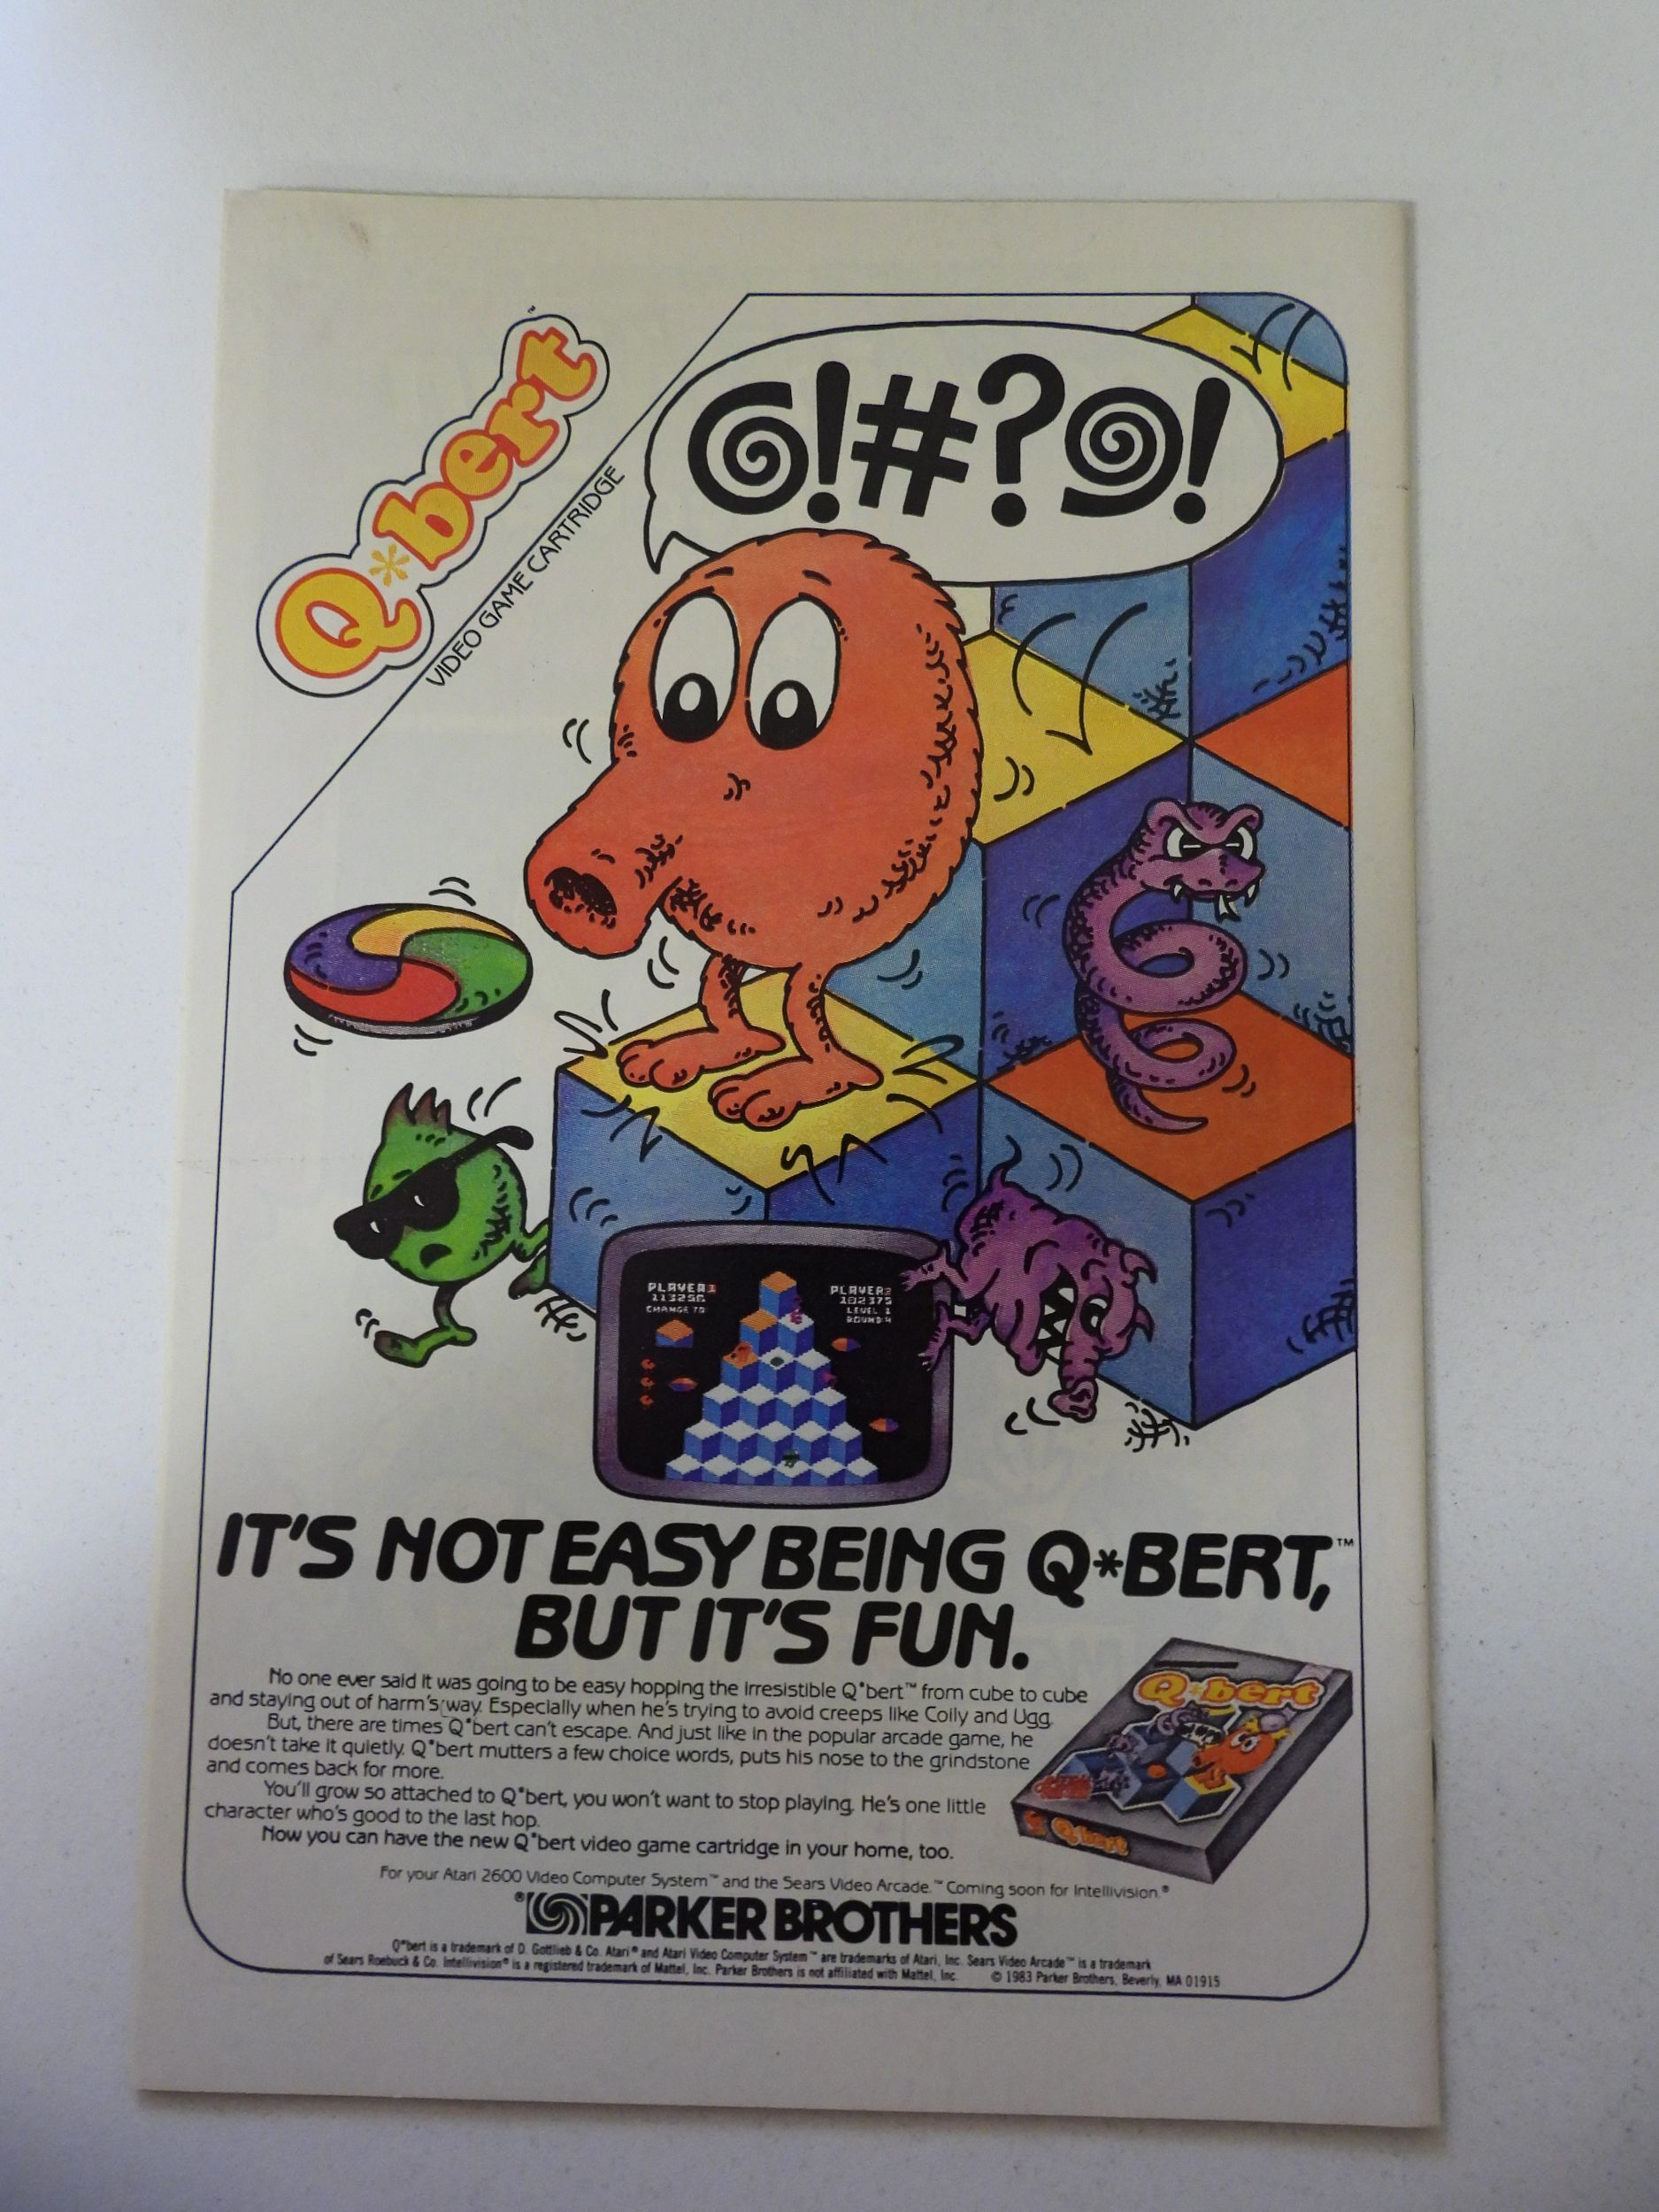 Q*bert™
VIDEO GAME CARTRIDGE
@!#?@!
PLAYER1
113256
CHANGE TO:
PLAYER2
102375
LEVEL 1
ROUND:4
IT'S NOT EASY BEING Q*BERT,™
BUT IT'S FUN.
No one ever said it was going to be easy hopping the irresistible Q*bert™ from cube to cube
and staying out of harm's way. Especially when he's trying to avoid creeps like Coily and Ugg.
But, there are times Q*bert can't escape. And just like in the popular arcade game, he
doesn't take it quietly. Q*bert mutters a few choice words, puts his nose to the grindstone
and comes back for more.
You'll grow so attached to Q*bert, you won't want to stop playing. He's one little
character who's good to the last hop.
Now you can have the new Q*bert video game cartridge in your home, too.
Q*bert
Q*bert
For your Atari 2600 Video Computer System™ and the Sears Video Arcade.™ Coming soon for Intellivision.®
®PARKER BROTHERS
Q*bert is a trademark of D. Gottlieb & Co. Atari® and Atari Video Computer System™ are trademarks of Atari, Inc. Sears Video Arcade™ is a trademark
of Sears Roebuck & Co. Intellivision® is a registered trademark of Mattel, Inc. Parker Brothers is not affiliated with Mattel, Inc. © 1983 Parker Brothers, Beverly, MA 01915